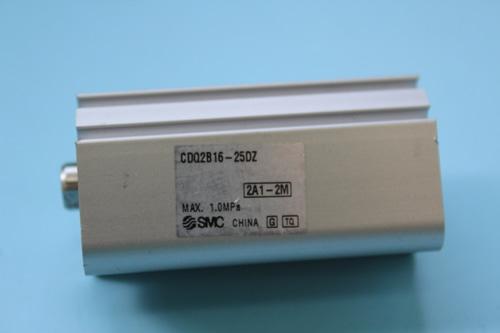 CDQ2B16-25DZ
2A1-2M
MAX. 1.0MPa
SMC CHINA G TQ